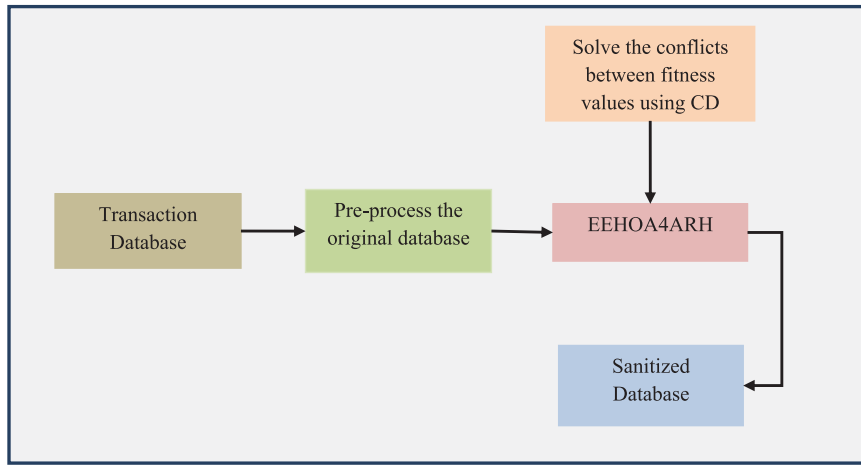 Solve the conflicts
between fitness
values using CD
Transaction
Database
Pre-process the
original database
EEHOA4ARH
Sanitized
Database